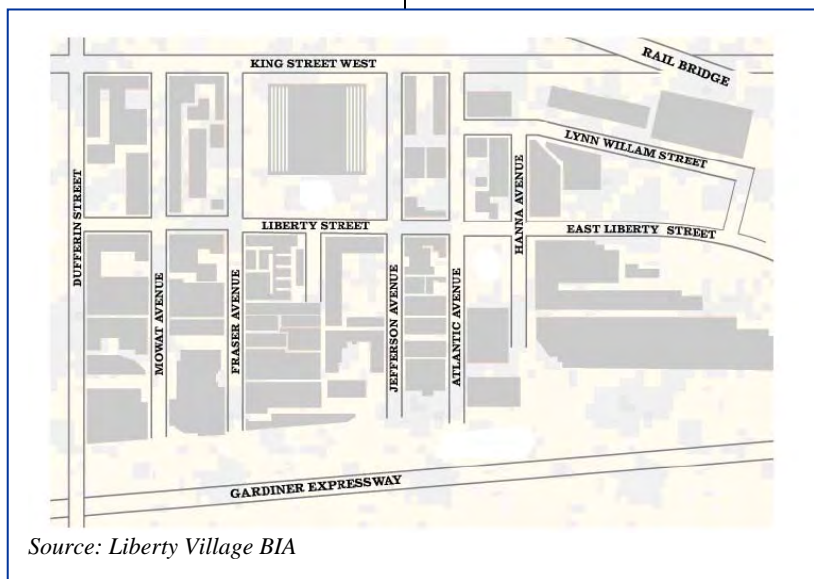 RAIL BRIDGE
KING STREET WEST
LYNN WILLAM STREET
DUFFERIN STREET
HANNA AVENUE
LIBERTY STREET
EAST LIBERTY STREET
MOWAT AVENUE
FRASER AVENUE
JEFFERSON AVENUE
ATLANTIC AVENUE
GARDINER EXPRESSWAY
Source: Liberty Village BIA